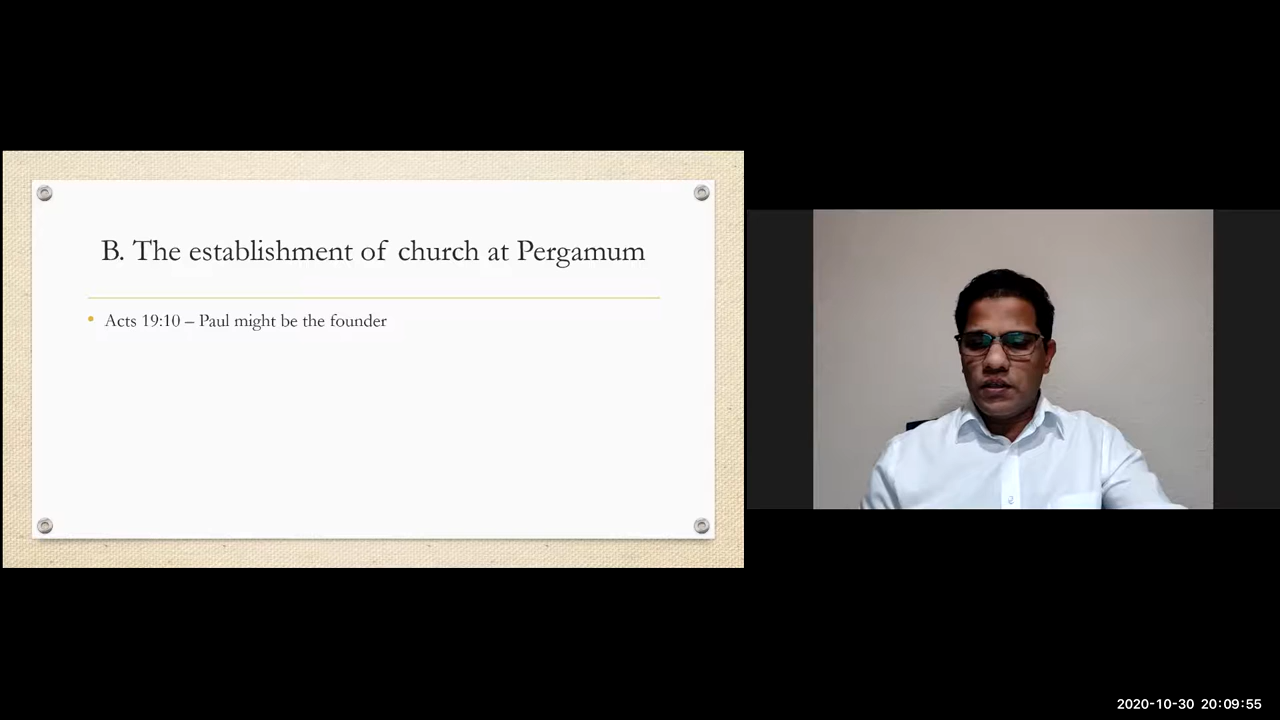 B. The establishment of church at Pergamum
• Acts 19:10 – Paul might be the founder
2020-10-30 20:09:55